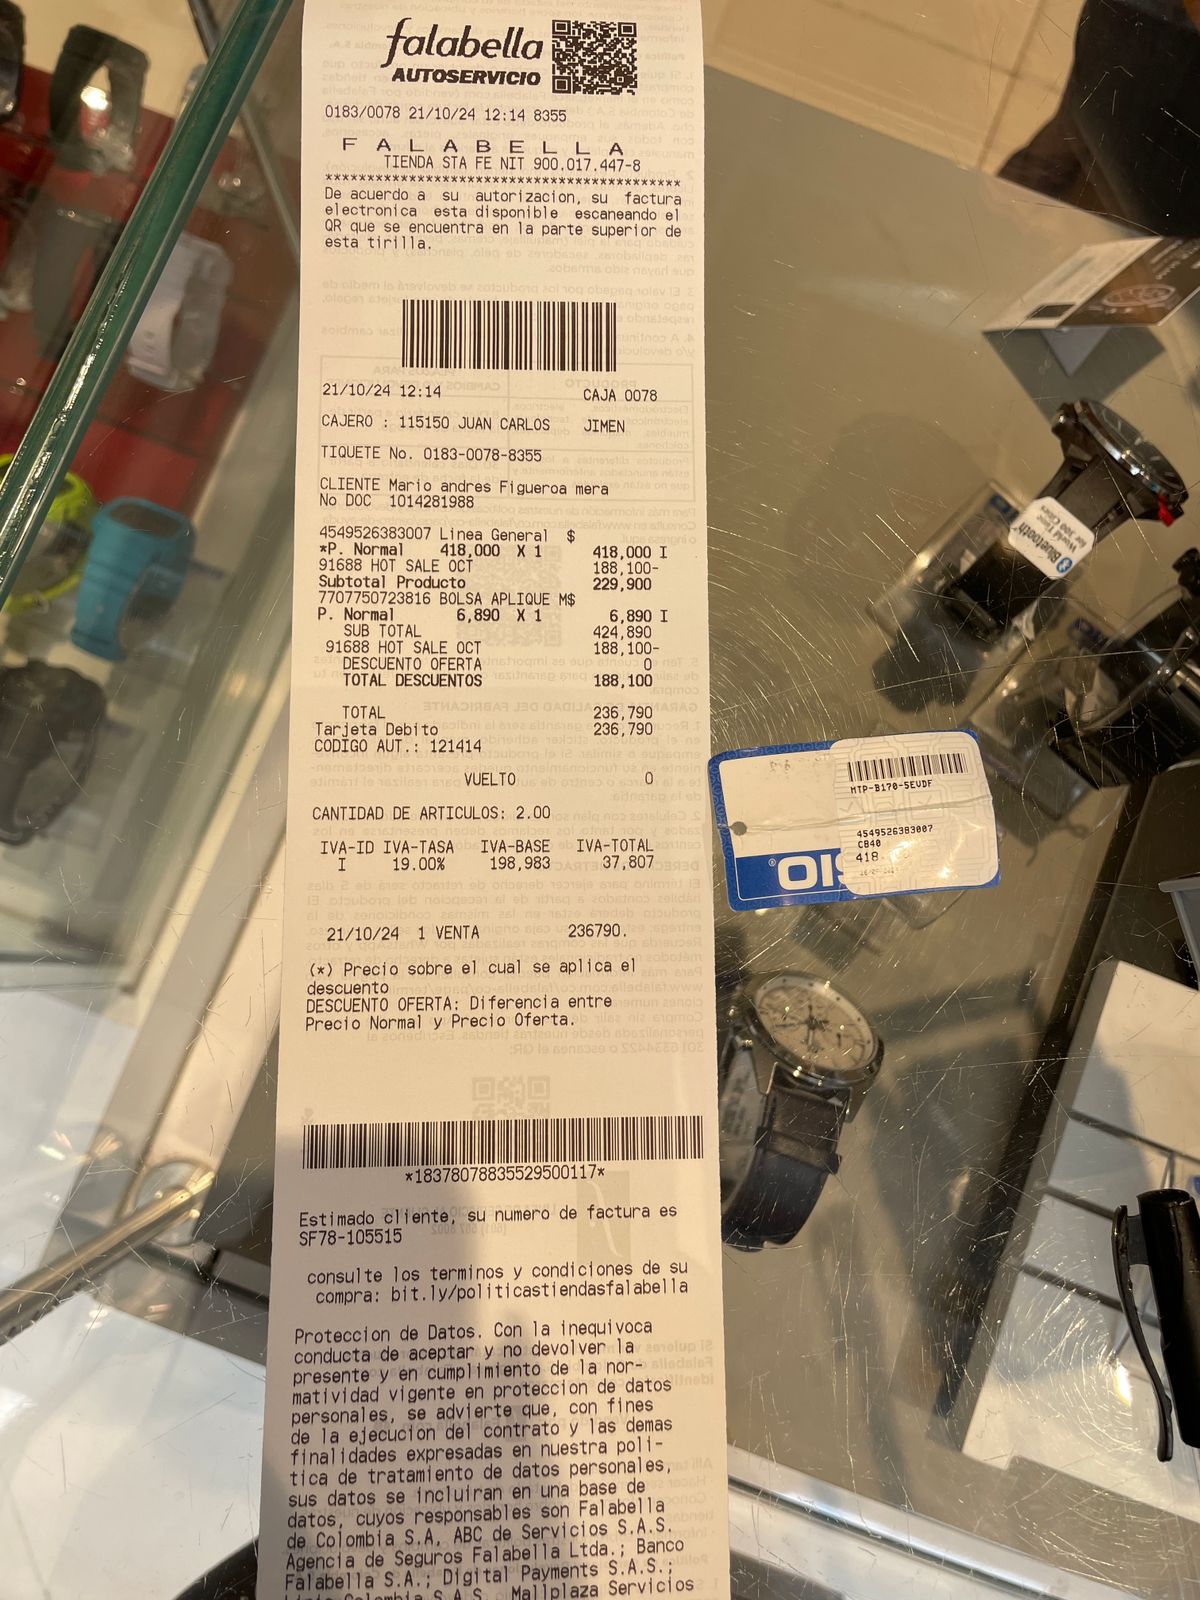 falabella
AUTOSERVICIO
0183/0078 21/10/24 12:14 8355
F A L A B E L L A
TIENDA STA FE NIT 900.017.447-8
******************************************
De acuerdo a su autorizacion, su factura
electronica esta disponible escaneando el
QR que se encuentra en la parte superior de
esta tirilla.
21/10/24 12:14 CAJA 0078
CAJERO : 115150 JUAN CARLOS JIMEN
TIQUETE No. 0183-0078-8355
CLIENTE Mario andres Figueroa mera
No DOC 1014281988
4549526383007 Linea General $
*P. Normal 418,000 X 1 418,000 I
91688 HOT SALE OCT 188,100-
Subtotal Producto 229,900
7707750723816 BOLSA APLIQUE M$
P. Normal 6,890 X 1 6,890 I
SUB TOTAL 424,890
91688 HOT SALE OCT 188,100-
DESCUENTO OFERTA 0
TOTAL DESCUENTOS 188,100
TOTAL 236,790
Tarjeta Debito 236,790
CODIGO AUT.: 121414
VUELTO 0
CANTIDAD DE ARTICULOS: 2.00
IVA-ID IVA-TASA IVA-BASE IVA-TOTAL
I 19.00% 198,983 37,807
21/10/24 1 VENTA 236790.
(*) Precio sobre el cual se aplica el
descuento
DESCUENTO OFERTA: Diferencia entre
Precio Normal y Precio Oferta.
*18378078835529500117*
Estimado cliente, su numero de factura es
SF78-105515
consulte los terminos y condiciones de su
compra: bit.ly/politicastiendasfalabella
Proteccion de Datos. Con la inequivoca
conducta de aceptar y no devolver la
presente y en cumplimiento de la nor-
matividad vigente en proteccion de datos
personales, se advierte que, con fines
de la ejecucion del contrato y las demas
finalidades expresadas en nuestra poli-
tica de tratamiento de datos personales,
sus datos se incluiran en una base de
datos, cuyos responsables son Falabella
de Colombia S.A, ABC de Servicios S.A.S.
Agencia de Seguros Falabella Ltda.; Banco
Falabella S.A.; Digital Payments S.A.S.;
Colombia S.A.S. Mallplaza Servicios
MTP-B170-5EVDF
4549526383007
CB40
418
SIO
Bluetooth
World Time
for 300 Cities